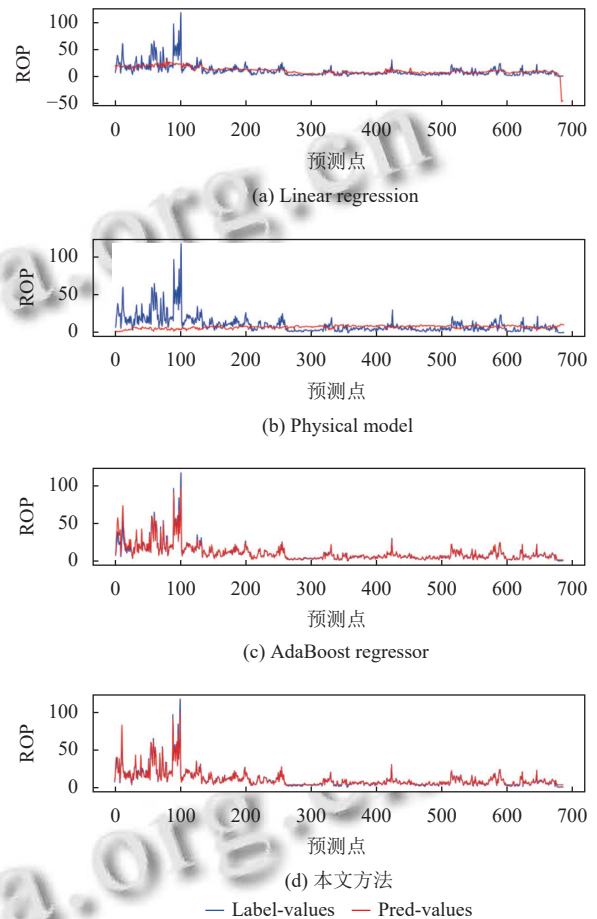 100
50
0
−50
ROP
0 100 200 300 400 500 600 700
预测点
(a) Linear regression
100
50
0
ROP
0 100 200 300 400 500 600 700
预测点
(b) Physical model
100
50
0
ROP
0 100 200 300 400 500 600 700
预测点
(c) AdaBoost regressor
100
50
0
ROP
0 100 200 300 400 500 600 700
预测点
(d) 本文方法
Label-values Pred-values
a.org.cn
a.org.c